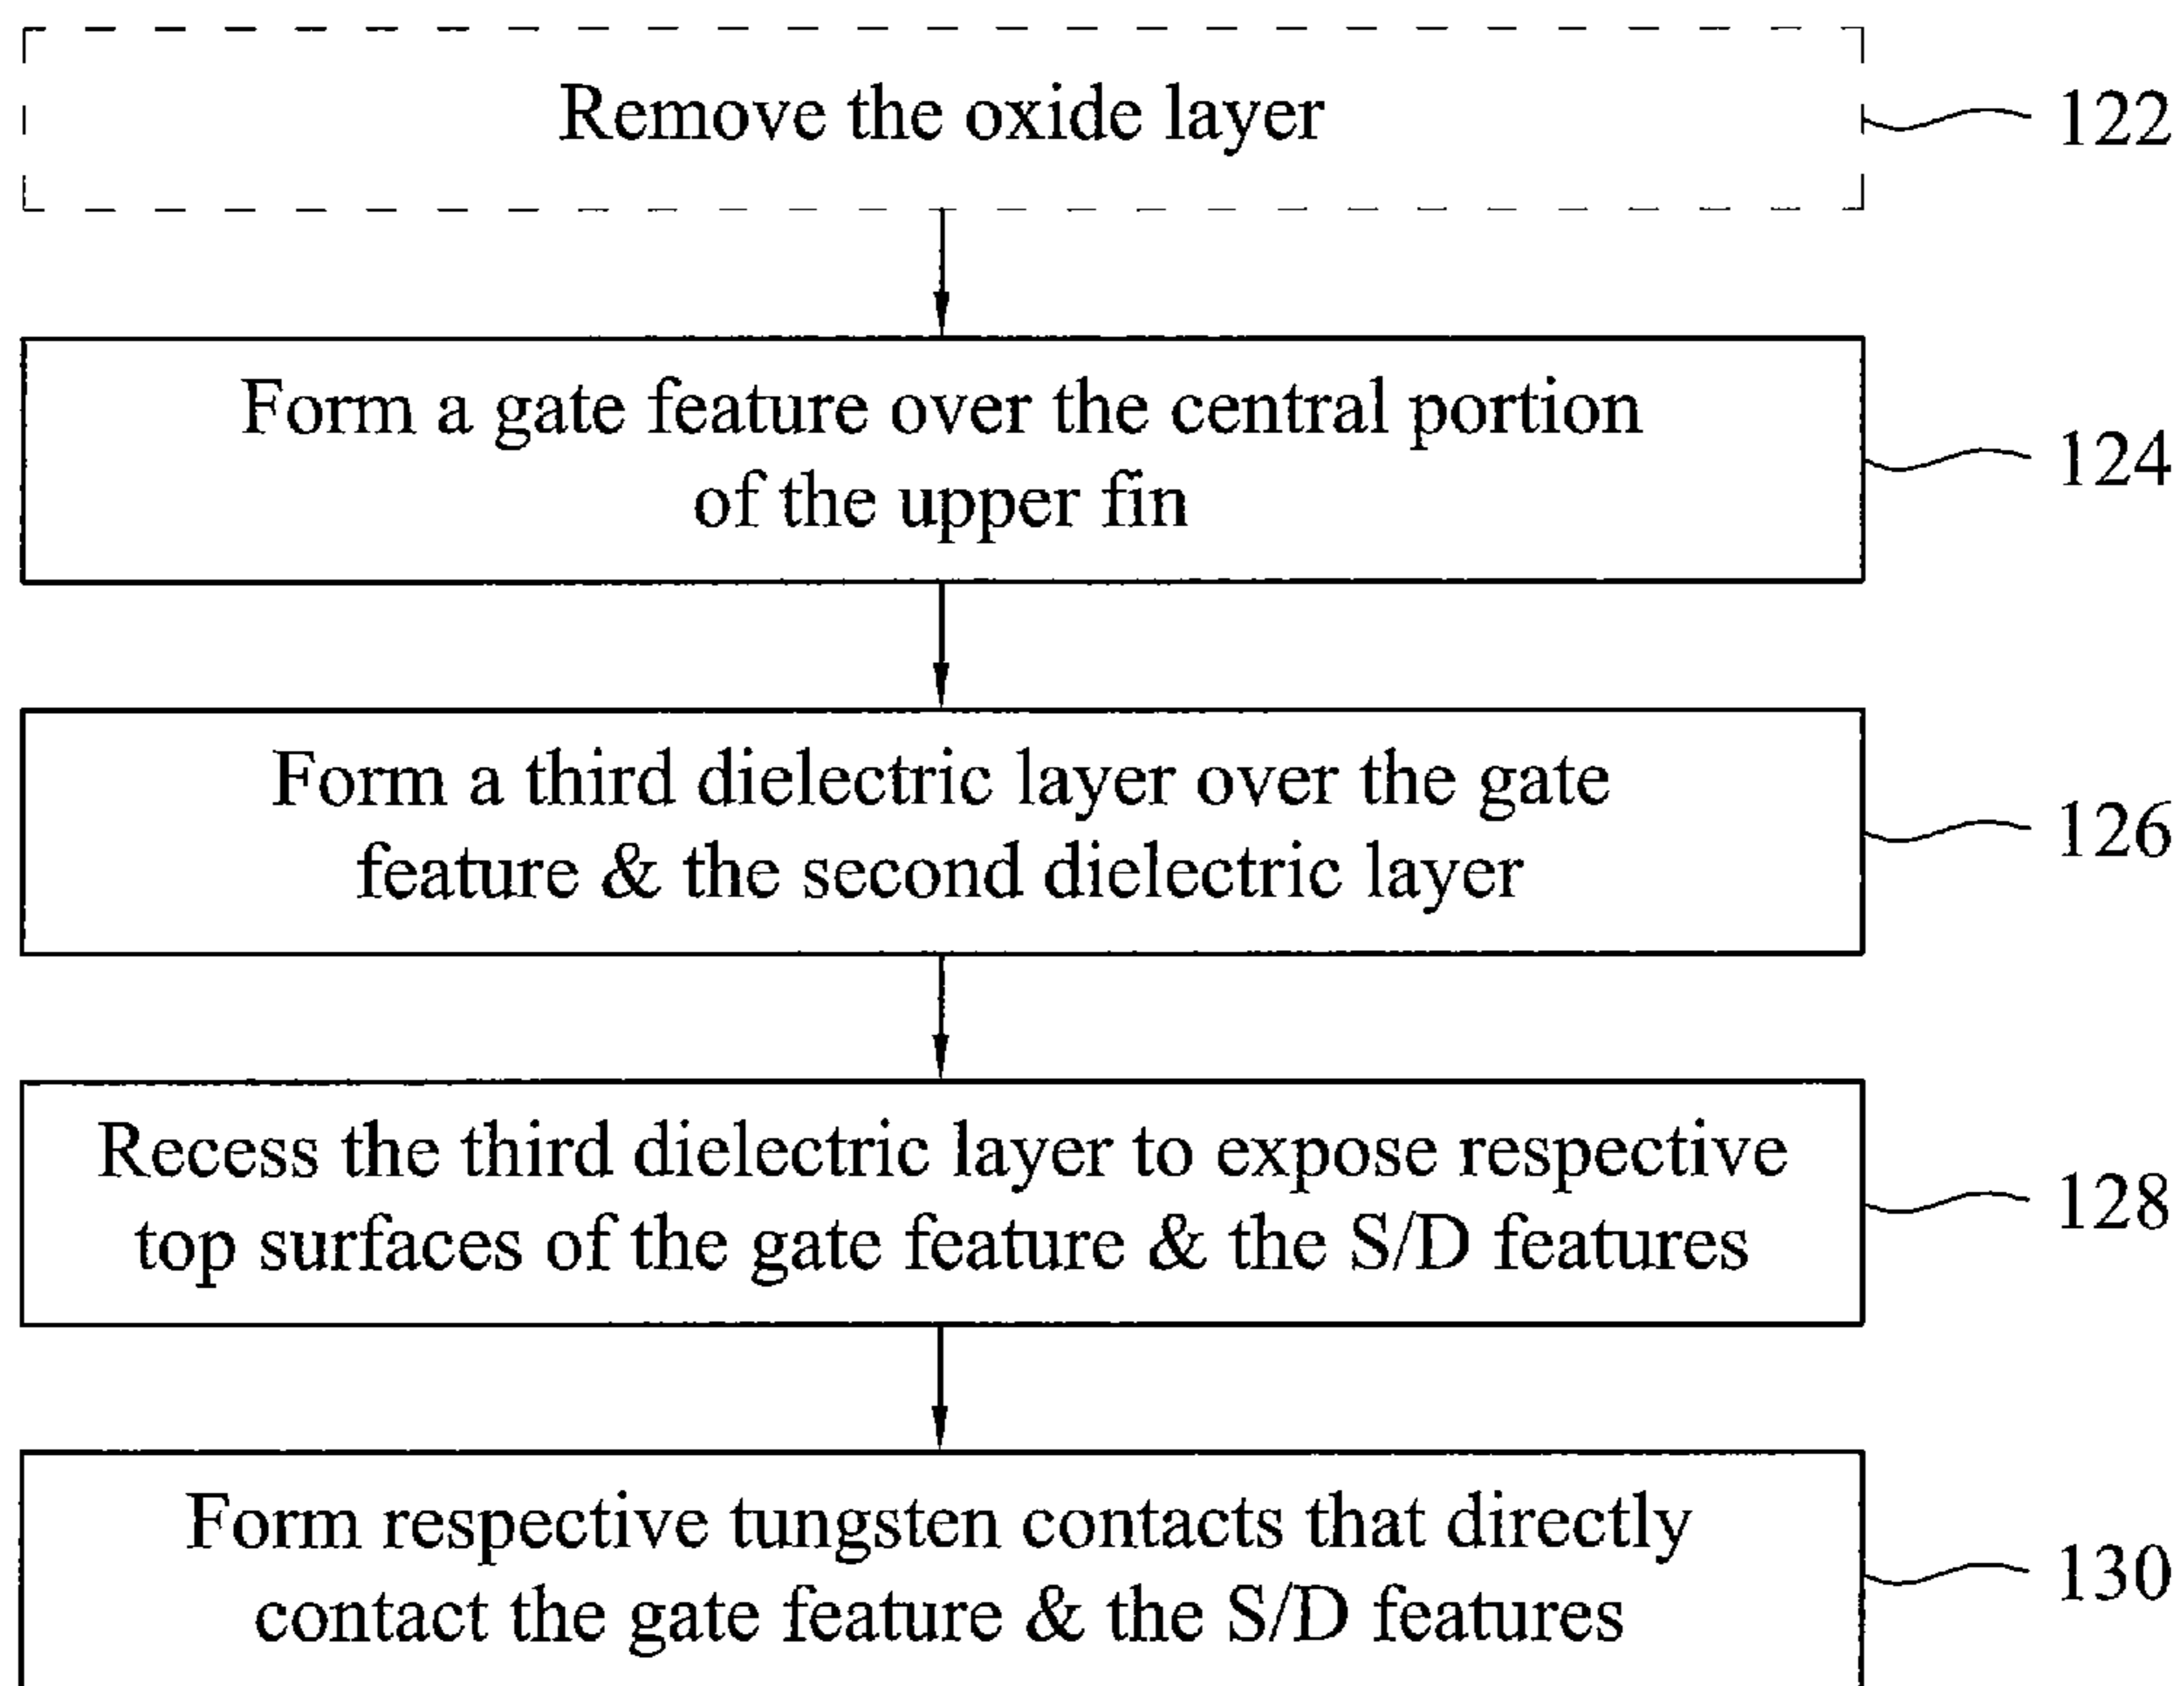 Remove the oxide layer
122
Form a gate feature over the central portion
of the upper fin
124
Form a third dielectric layer over the gate
feature & the second dielectric layer
126
Recess the third dielectric layer to expose respective
top surfaces of the gate feature & the S/D features
128
Form respective tungsten contacts that directly
contact the gate feature & the S/D features
130